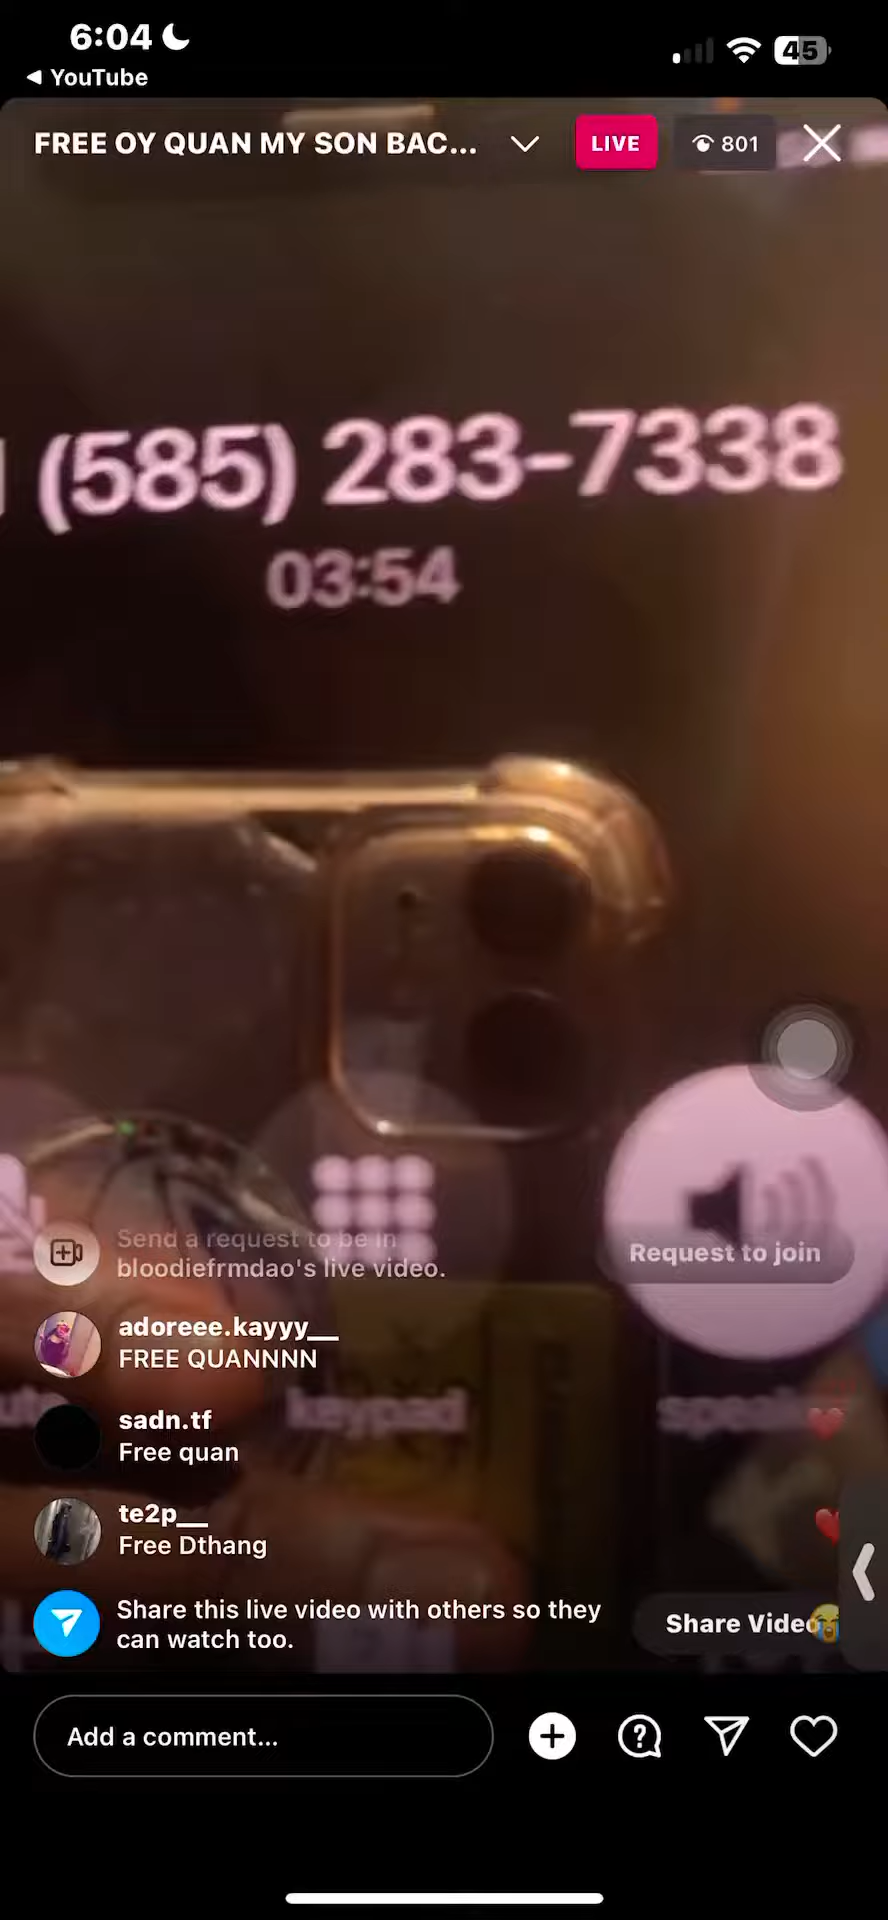 6:04
45
YouTube
FREE OY QUAN MY SON BAC...
LIVE
801
(585) 283-7338
03:54
Send a request to be in
bloodiefrmdao's live video.
Request to join
adoreee.kayyy__
FREE QUANNNN
keypad
sadn.tf
Free quan
te2p__
Free Dthang
Share this live video with others so they
can watch too.
Share Video
Add a comment...